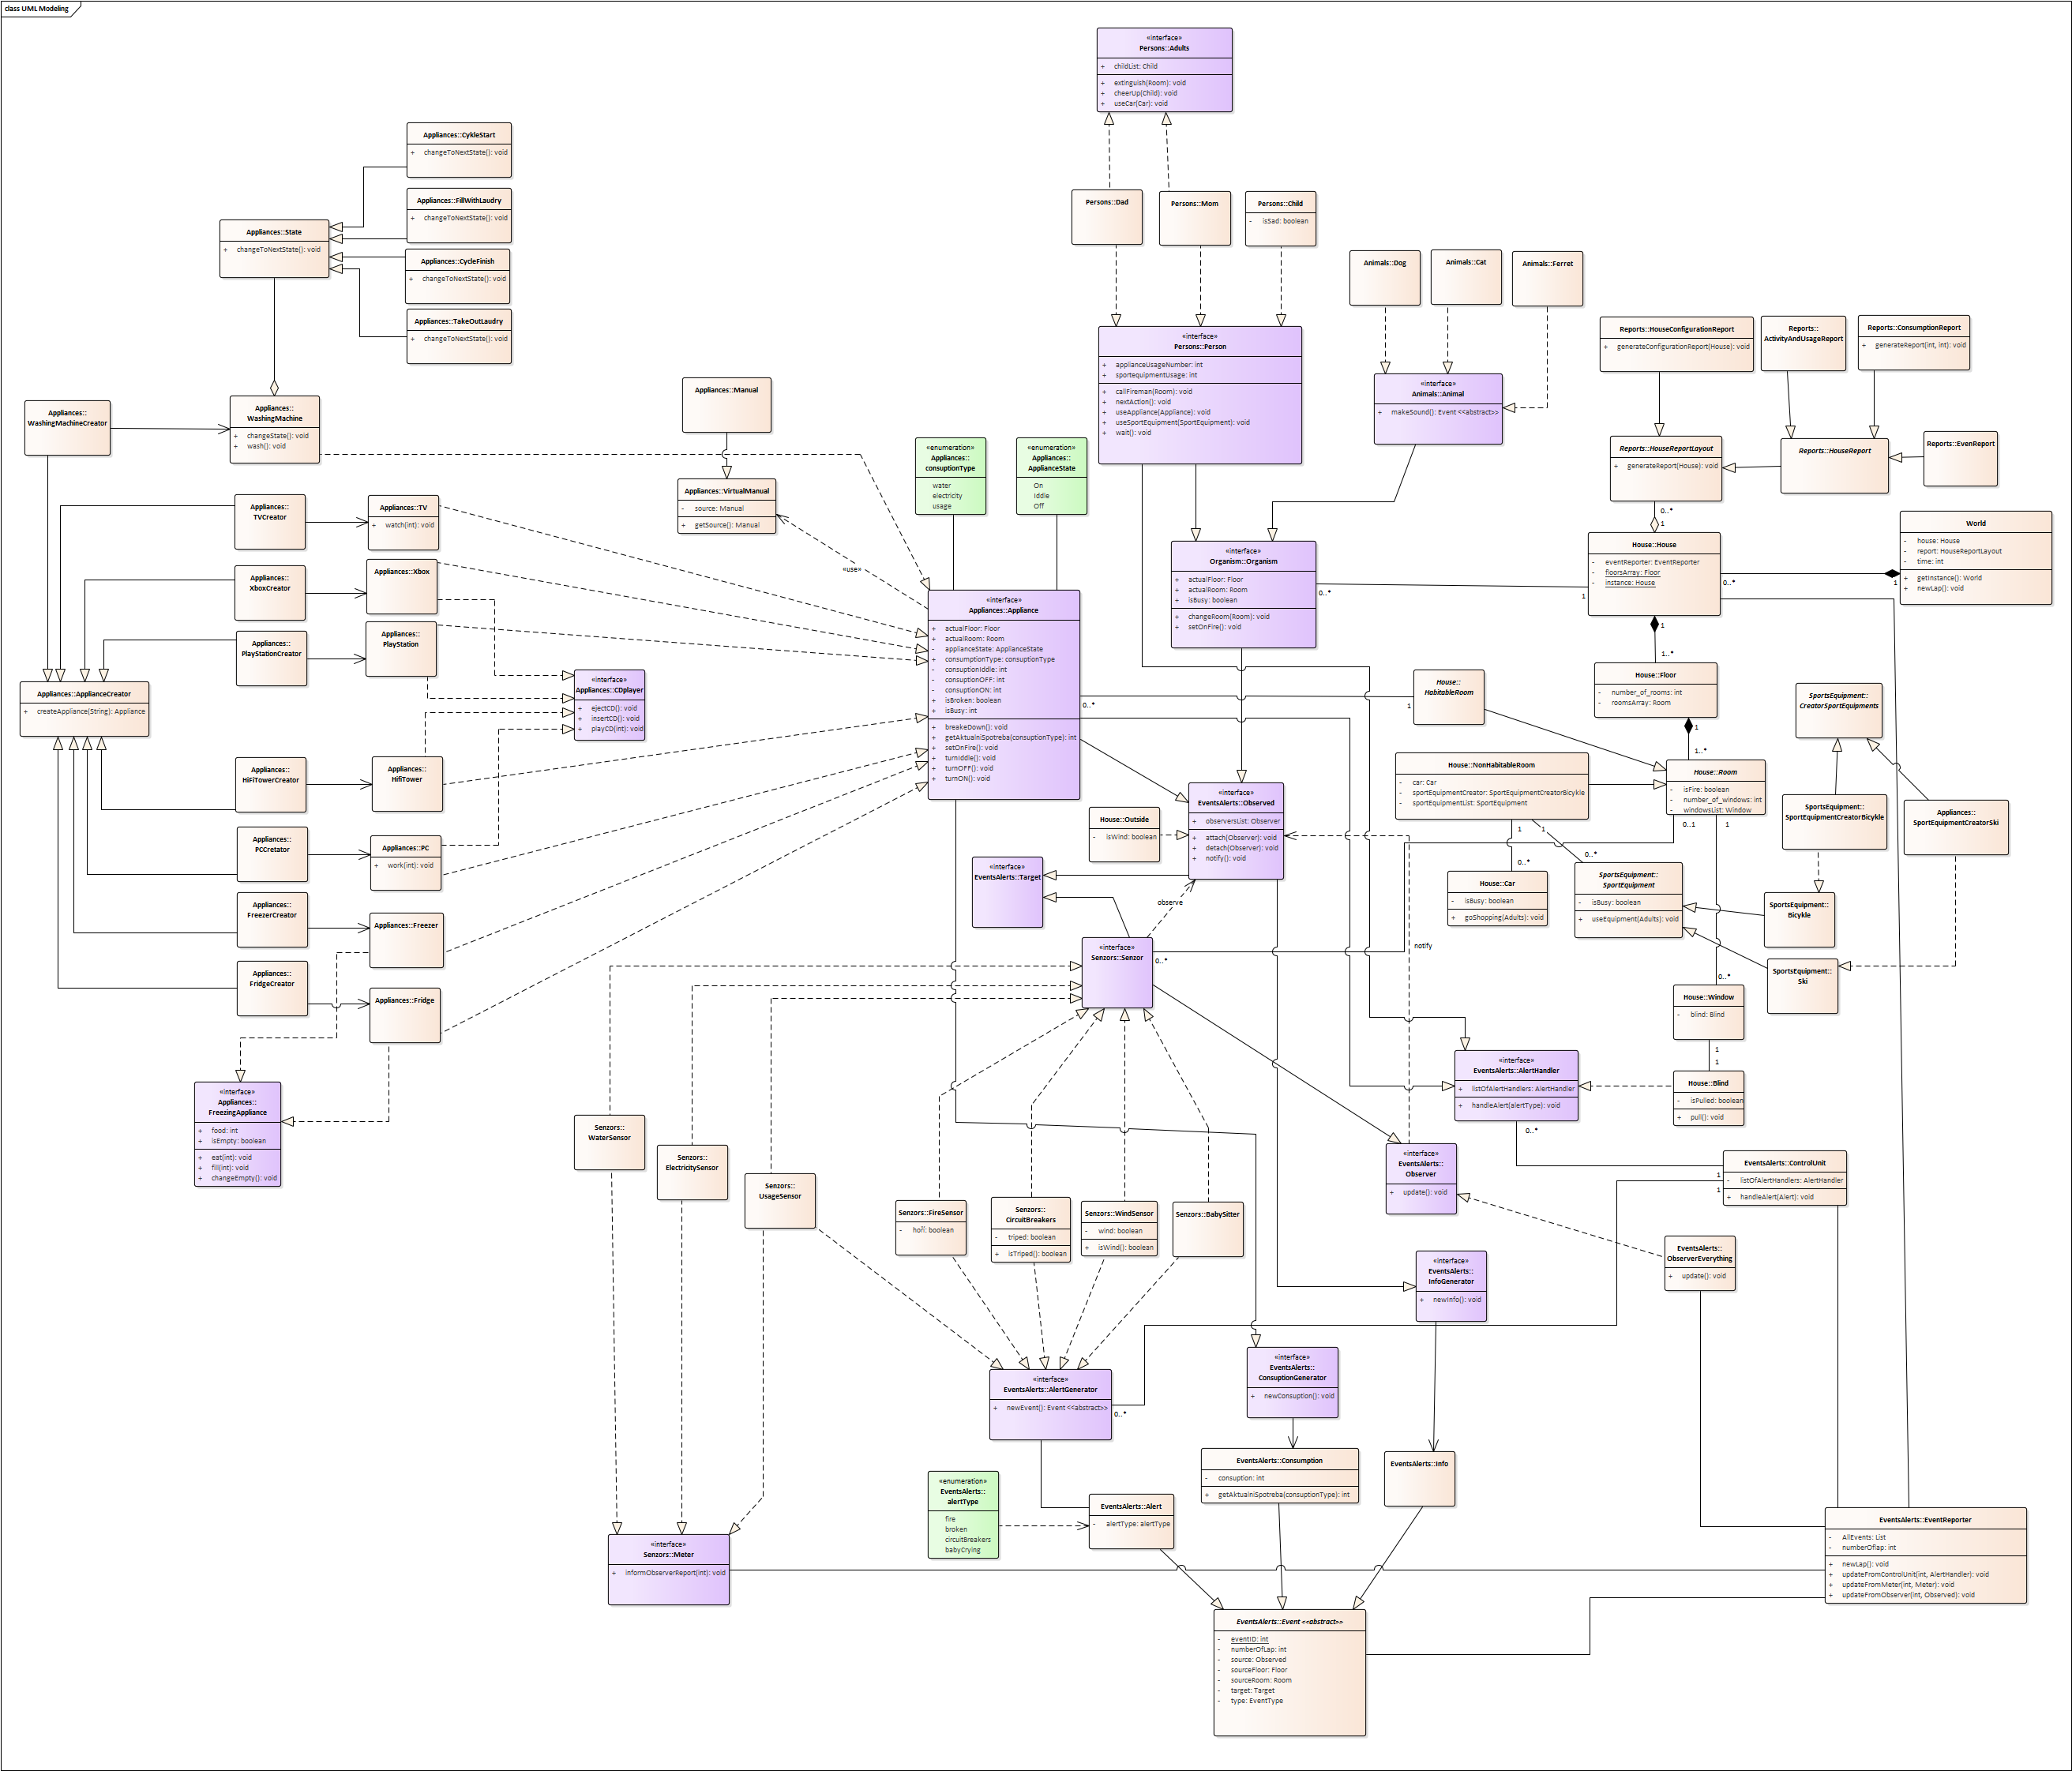 class UML Modeling
«interface»
Persons::Adults
+ childList: Child
+ extinguish(Room): void
+ cheerUp(Child): void
+ useCar(Car): void
Appliances::CykleStart
+ changeToNextState(): void
Appliances::FillWithLaudry
+ changeToNextState(): void
Appliances::State
+ changeToNextState(): void
Appliances::CycleFinish
+ changeToNextState(): void
Appliances::TakeOutLaudry
+ changeToNextState(): void
Persons::Dad
Persons::Mom
Persons::Child
- isSad: boolean
Animals::Dog
Animals::Cat
Animals::Ferret
«interface»
Persons::Person
+ applianceUsageNumber: int
+ sportequipmentUsage: int
+ callFireman(Room): void
+ nextAction(): void
+ useAppliance(Appliance): void
+ useSportEquipment(SportEquipment): void
+ wait(): void
«interface»
Animals::Animal
+ makeSound(): Event <<abstract>>
Reports::HouseConfigurationReport
+ generateConfigurationReport(House): void
Reports::
ActivityAndUsageReport
Reports::ConsumptionReport
+ generateReport(int, int): void
Reports::HouseReportLayout
+ generateReport(House): void
Reports::HouseReport
Reports::EvenReport
0..*
1
Appliances::
WashingMachineCreator
Appliances::
WashingMachine
+ changeState(): void
+ wash(): void
Appliances::Manual
Appliances::VirtualManual
- source: Manual
+ getSource(): Manual
«use»
«enumeration»
Appliances::
consuptionType
water
electricity
usage
«enumeration»
Appliances::
ApplianceState
On
Iddle
Off
Appliances::
TVCreator
Appliances::TV
+ watch(int): void
Appliances::
XboxCreator
Appliances::Xbox
Appliances::
PlayStationCreator
Appliances::
PlayStation
Appliances::ApplianceCreator
+ createAppliance(String): Appliance
«interface»
Appliances::CDplayer
+ ejectCD(): void
+ insertCD(): void
+ playCD(int): void
Appliances::
HiFiTowerCreator
Appliances::
HifiTower
Appliances::
PCCretator
Appliances::PC
+ work(int): void
Appliances::
FreezerCreator
Appliances::Freezer
Appliances::
FridgeCreator
Appliances::Fridge
«interface»
Appliances::
FreezingAppliance
+ food: int
+ isEmpty: boolean
+ eat(int): void
+ fill(int): void
+ changeEmpty(): void
«interface»
Appliances::Appliance
+ actualFloor: Floor
+ actualRoom: Room
- applianceState: ApplianceState
+ consumptionType: consuptionType
- consuptionIddle: int
- consuptionOFF: int
- consuptionON: int
+ isBroken: boolean
+ isBusy: int
+ breakeDown(): void
+ getAktualniSpotreba(consuptionType): int
+ setOnFire(): void
+ turnIddle(): void
+ turnOFF(): void
+ turnON(): void
0..*
1
«interface»
Organism::Organism
+ actualFloor: Floor
+ actualRoom: Room
+ isBusy: boolean
+ changeRoom(Room): void
+ setOnFire(): void
0..*
1
House::House
- eventReporter: EventReporter
- floorsArray: Floor
- instance: House
0..*
1
World
- house: House
- report: HouseReportLayout
- time: int
+ getInstance(): World
+ newLap(): void
1
1..*
House::Floor
- number_of_rooms: int
- roomsArray: Room
1
1..*
House::
HabitableRoom
House::NonHabitableRoom
- car: Car
- sportEquipmentCreator: SportEquipmentCreatorBicykle
- sportEquipmentList: SportEquipment
House::Room
- isFire: boolean
- number_of_windows: int
- windowsList: Window
0..1
1
1
1
0..*
0..*
House::Car
- isBusy: boolean
+ goShopping(Adults): void
SportsEquipment::
SportEquipment
- isBusy: boolean
+ useEquipment(Adults): void
SportsEquipment::
CreatorSportEquipments
SportsEquipment::
SportEquipmentCreatorBicykle
Appliances::
SportEquipmentCreatorSki
SportsEquipment::
Bicykle
SportsEquipment::
Ski
0..*
House::Window
- blind: Blind
1
1
House::Blind
- isPulled: boolean
+ pull(): void
House::Outside
- isWind: boolean
«interface»
EventsAlerts::Observed
+ observersList: Observer
+ attach(Observer): void
+ detach(Observer): void
+ notify(): void
«interface»
EventsAlerts::Target
observe
notify
«interface»
Senzors::Senzor
0..*
«interface»
EventsAlerts::AlertHandler
+ listOfAlertHandlers: AlertHandler
+ handleAlert(alertType): void
0..*
1
1
EventsAlerts::ControlUnit
- listOfAlertHandlers: AlertHandler
+ handleAlert(Alert): void
«interface»
EventsAlerts::
Observer
+ update(): void
EventsAlerts::
ObserverEverything
+ update(): void
«interface»
EventsAlerts::
InfoGenerator
+ newInfo(): void
Senzors::
WaterSensor
Senzors::
ElectricitySensor
Senzors::
UsageSensor
Senzors::FireSensor
- hoří: boolean
Senzors::
CircuitBreakers
- triped: boolean
+ isTriped(): boolean
Senzors::WindSensor
- wind: boolean
+ isWind(): boolean
Senzors::BabySitter
«interface»
EventsAlerts::AlertGenerator
+ newEvent(): Event <<abstract>>
0..*
«interface»
EventsAlerts::
ConsuptionGenerator
+ newConsuption(): void
EventsAlerts::Consumption
- consuption: int
+ getAktualniSpotreba(consuptionType): int
EventsAlerts::Info
«enumeration»
EventsAlerts::
alertType
fire
broken
circuitBreakers
babyCrying
EventsAlerts::Alert
- alertType: alertType
«interface»
Senzors::Meter
+ informObserverReport(int): void
EventsAlerts::EventReporter
- AllEvents: List
- numberOflap: int
+ newLap(): void
+ updateFromControlUnit(int, AlertHandler): void
+ updateFromMeter(int, Meter): void
+ updateFromObserver(int, Observed): void
EventsAlerts::Event <<abstract>>
- eventID: int
- numberOfLap: int
- source: Observed
- sourceFloor: Floor
- sourceRoom: Room
- target: Target
- type: EventType